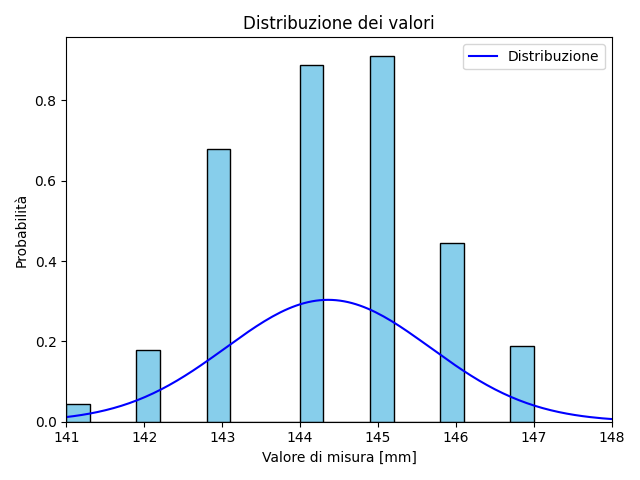 Distribuzione dei valori
Distribuzione
Probabilità
0.8
0.6
0.4
0.2
0.0
141 142 143 144 145 146 147 148
Valore di misura [mm]